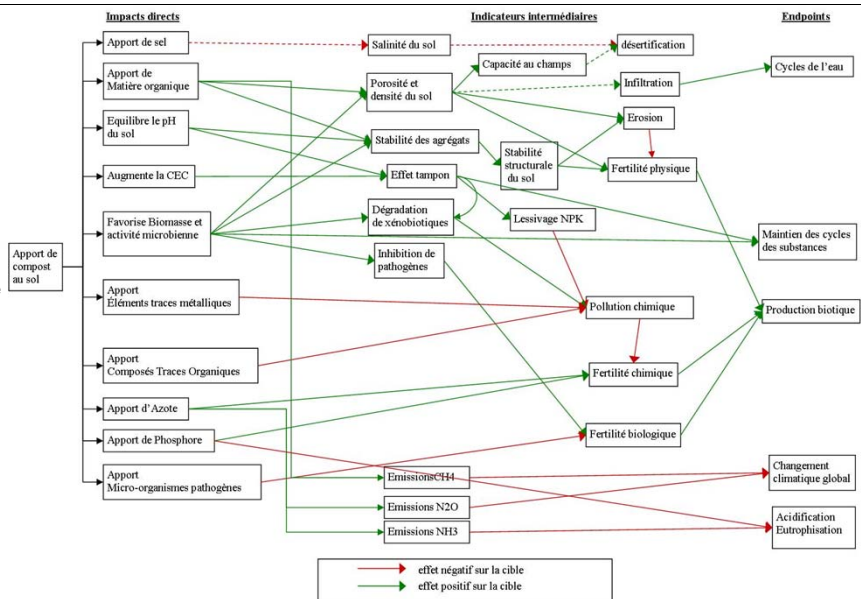 Impacts directs
Indicateurs intermédiaires
Endpoints
Apport de sel
Salinité du sol
désertification
Capacité au champs
Cycles de l'eau
Apport de
Matière organique
Porosité et
densité du sol
Infiltration
Equilibre le pH
du sol
Stabilité des agrégats
Erosion
Stabilité
structurale
du sol
Fertilité physique
Augmente la CEC
Effet tampon
Favorise Biomasse et
activité microbienne
Dégradation
de xénobiotiques
Lessivage NPK
Maintien des cycles
des substances
Apport de
compost
au sol
Inhibition de
pathogènes
Apport
Éléments traces métalliques
Pollution chimique
Production biotique
Apport
Composés Traces Organiques
Fertilité chimique
Apport d'Azote
Apport de Phosphore
Fertilité biologique
Apport
Micro-organismes pathogènes
EmissionsCH4
Changement
climatique global
Emissions N2O
Emissions NH3
Acidification
Eutrophisation
effet négatif sur la cible
effet positif sur la cible